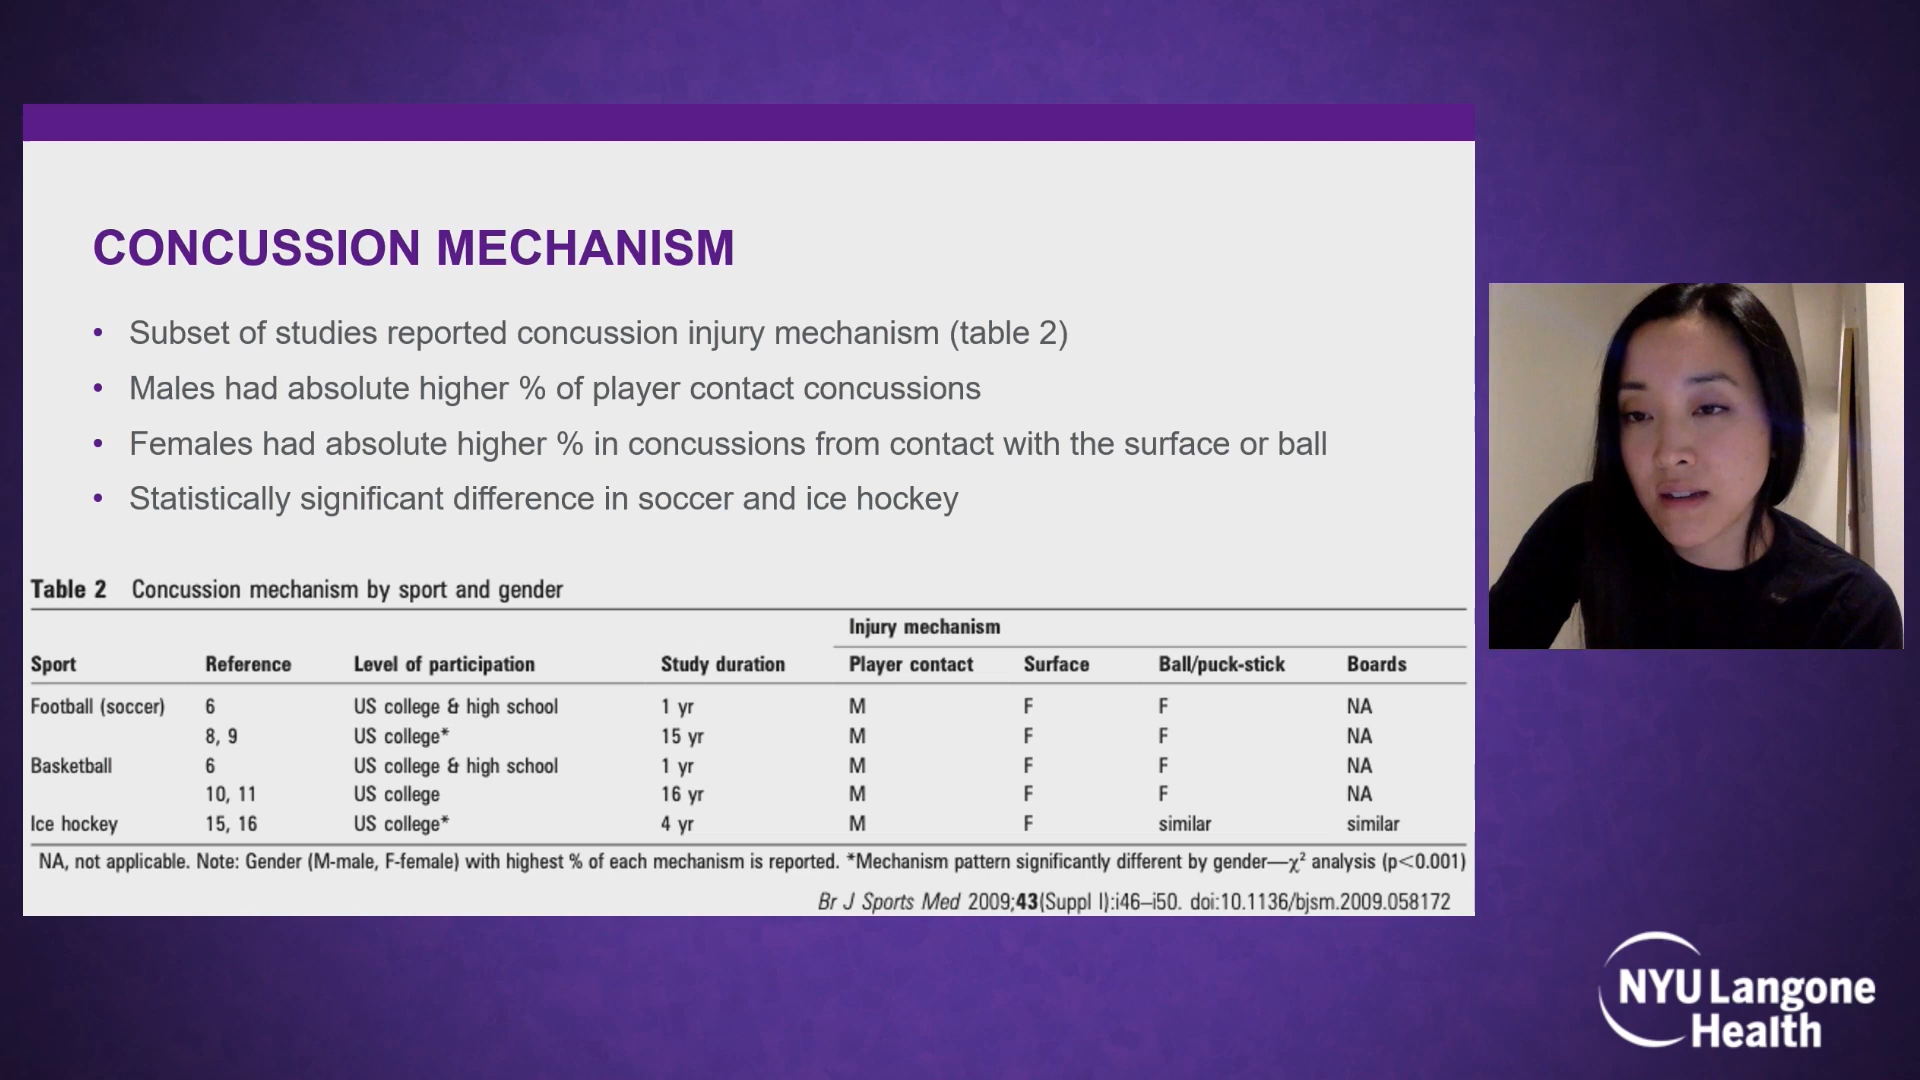 CONCUSSION MECHANISM
• Subset of studies reported concussion injury mechanism (table 2)
• Males had absolute higher % of player contact concussions
• Females had absolute higher % in concussions from contact with the surface or ball
• Statistically significant difference in soccer and ice hockey
Table 2 Concussion mechanism by sport and gender
Injury mechanism
Sport Reference Level of participation Study duration Player contact Surface Ball/puck-stick Boards
Football (soccer) 6 US college & high school 1 yr M F F NA
8, 9 US college* 15 yr M F F NA
Basketball 6 US college & high school 1 yr M F F NA
10, 11 US college 16 yr M F F NA
Ice hockey 15, 16 US college* 4 yr M F similar similar
NA, not applicable. Note: Gender (M-male, F-female) with highest % of each mechanism is reported. *Mechanism pattern significantly different by gender—χ² analysis (p<0.001)
Br J Sports Med 2009;43(Suppl I):i46–i50. doi:10.1136/bjsm.2009.058172
NYU Langone
Health